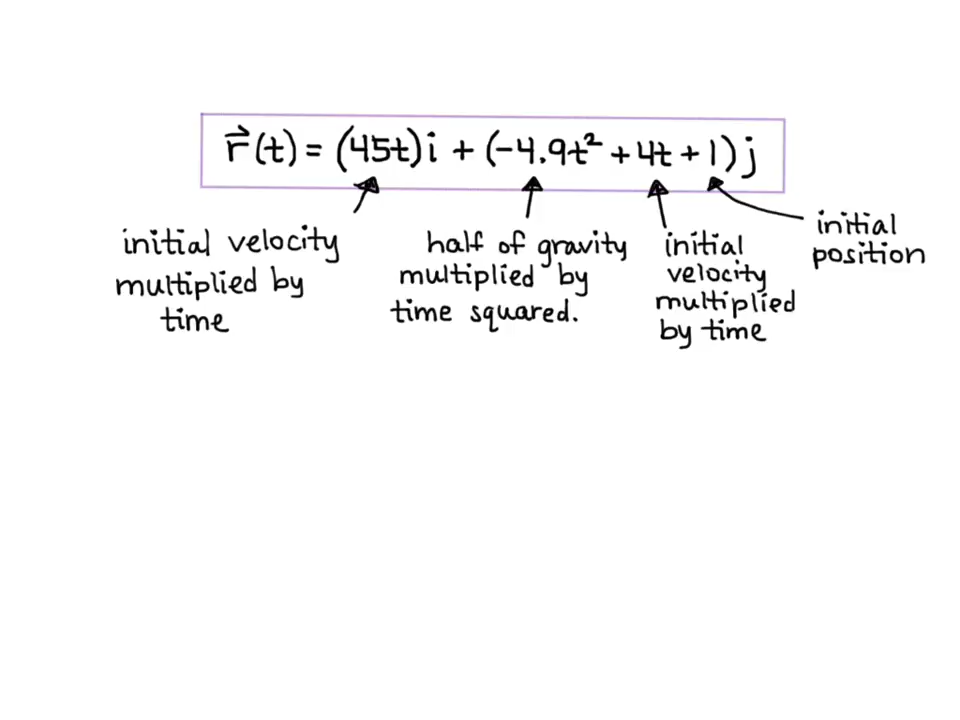 r⃗(t) = (45t)i + (-4.9t² + 4t + 1)j
initial velocity
multiplied by
time
half of gravity
multiplied by
time squared.
initial
velocity
multiplied
by time
initial
position